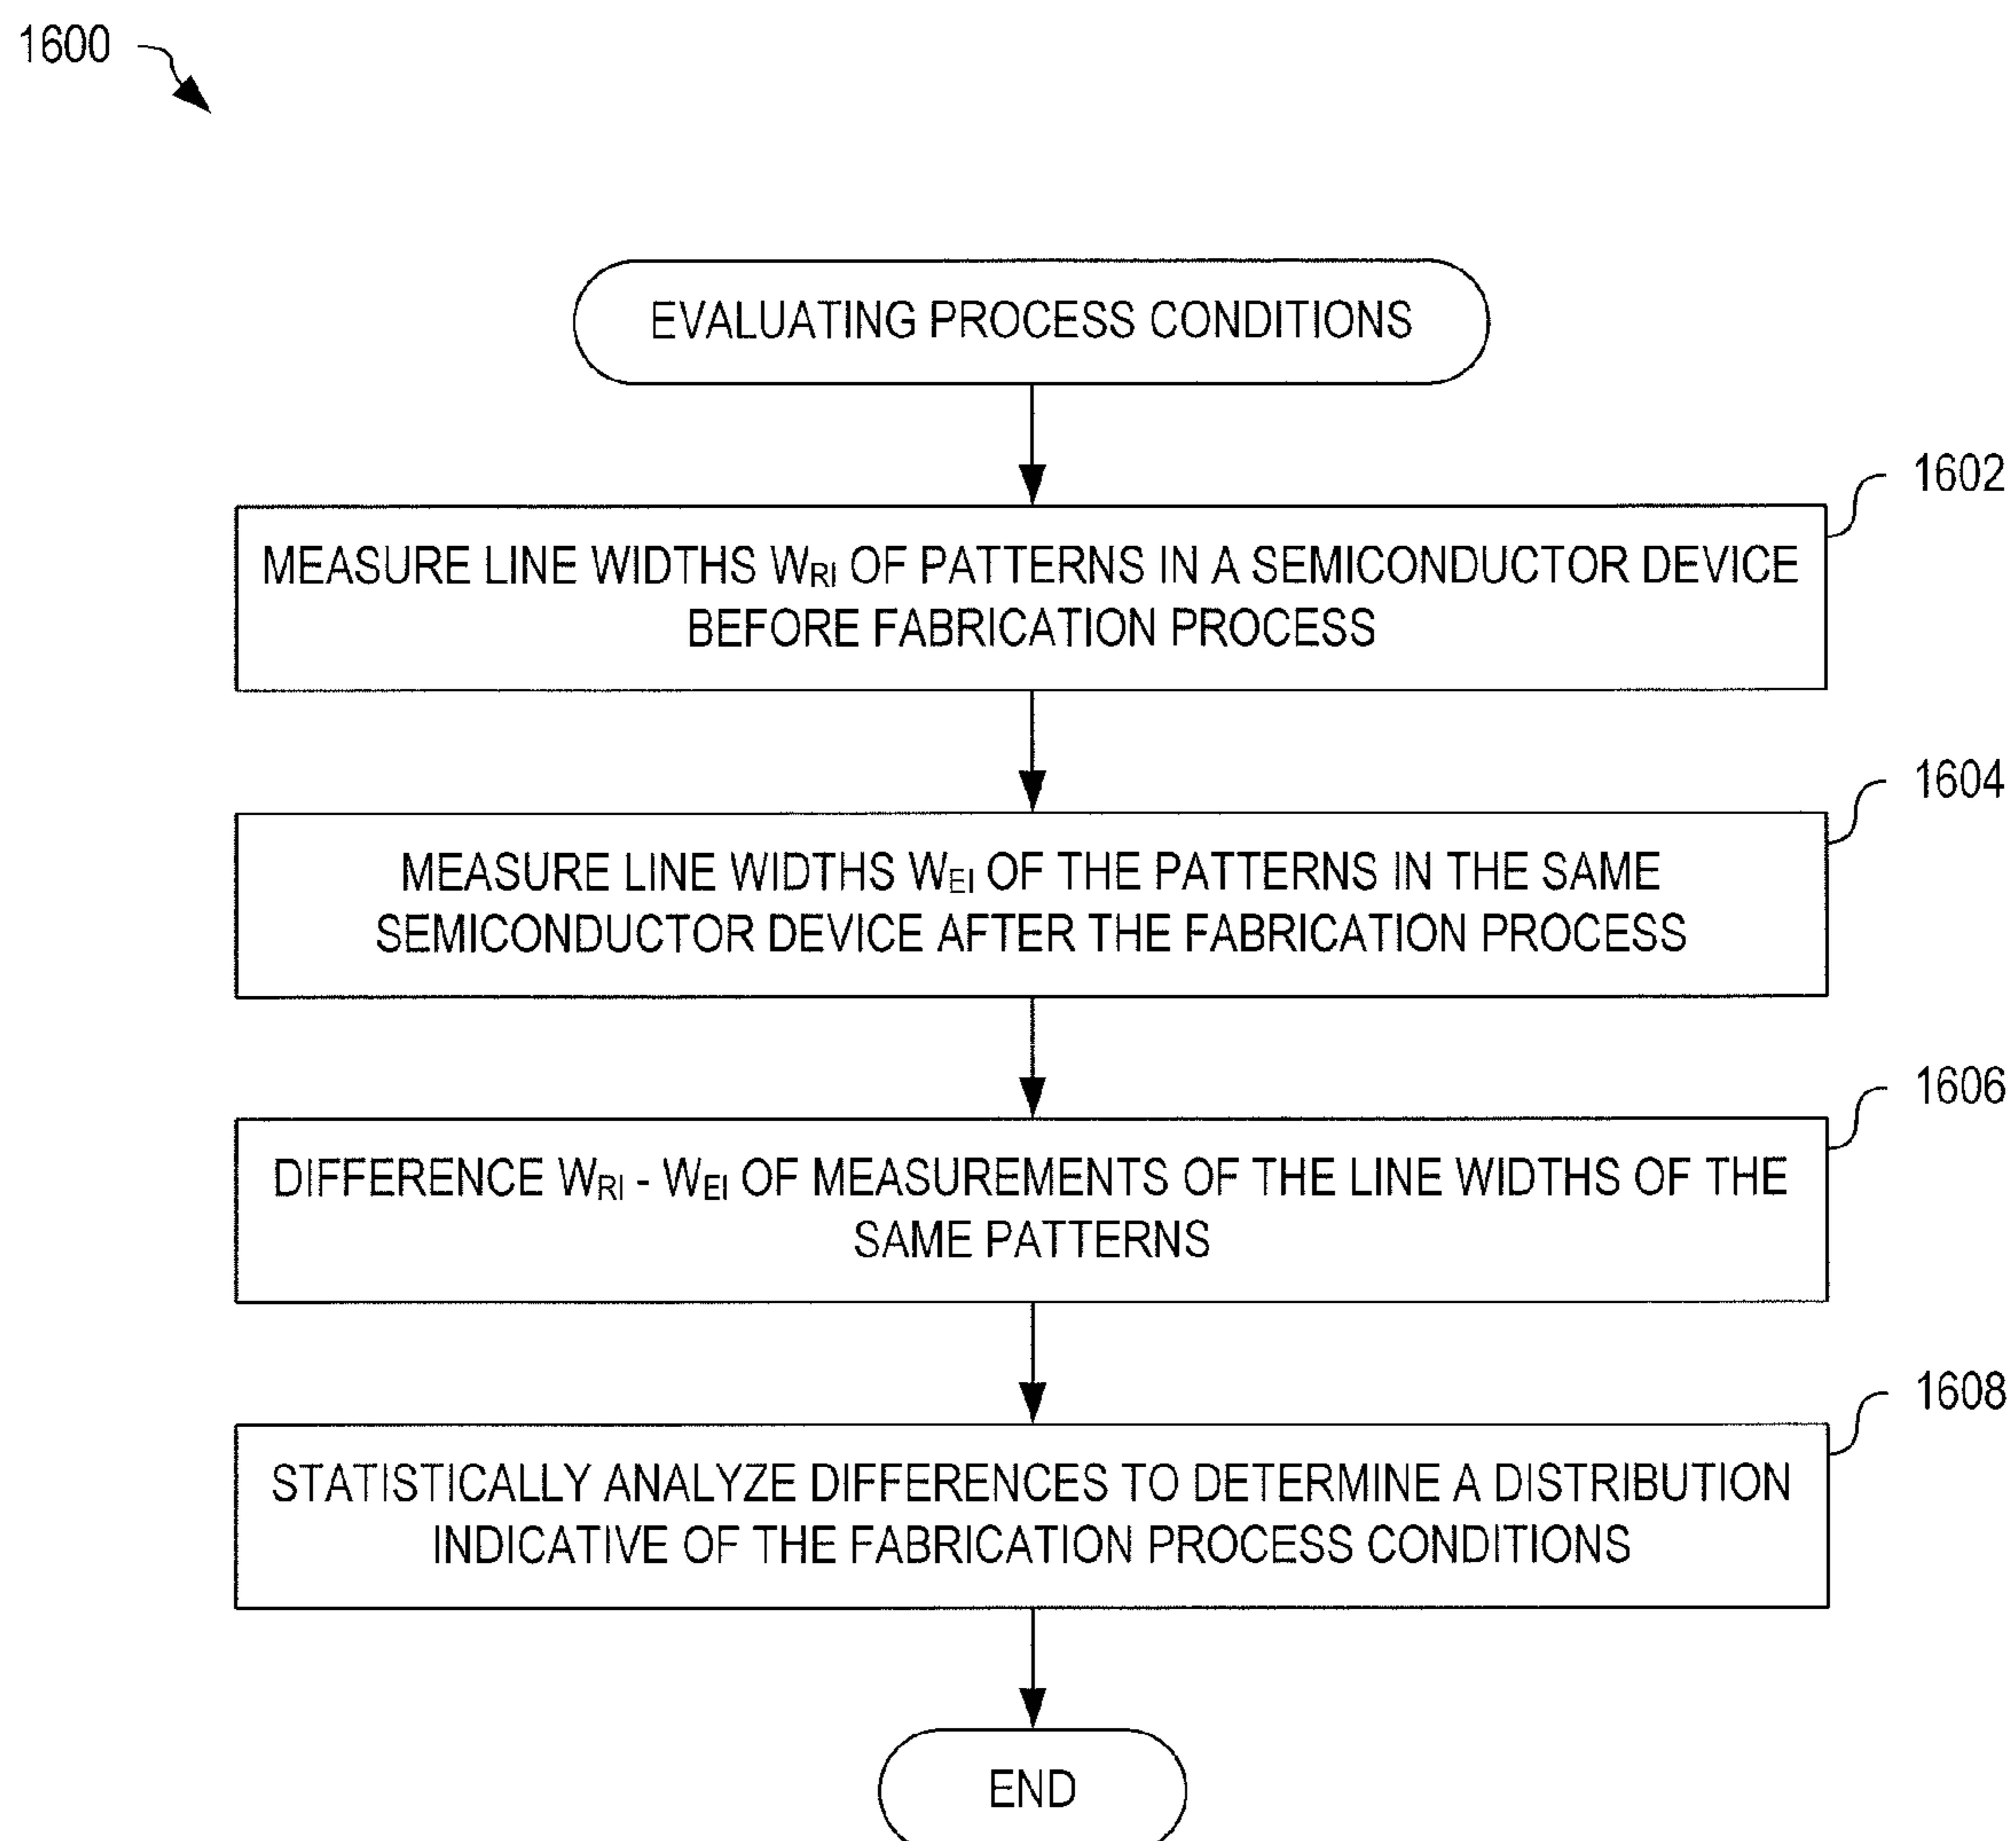 1600
EVALUATING PROCESS CONDITIONS
1602
MEASURE LINE WIDTHS WRI OF PATTERNS IN A SEMICONDUCTOR DEVICE
BEFORE FABRICATION PROCESS
1604
MEASURE LINE WIDTHS WEI OF THE PATTERNS IN THE SAME
SEMICONDUCTOR DEVICE AFTER THE FABRICATION PROCESS
1606
DIFFERENCE WRI - WEI OF MEASUREMENTS OF THE LINE WIDTHS OF THE
SAME PATTERNS
1608
STATISTICALLY ANALYZE DIFFERENCES TO DETERMINE A DISTRIBUTION
INDICATIVE OF THE FABRICATION PROCESS CONDITIONS
END